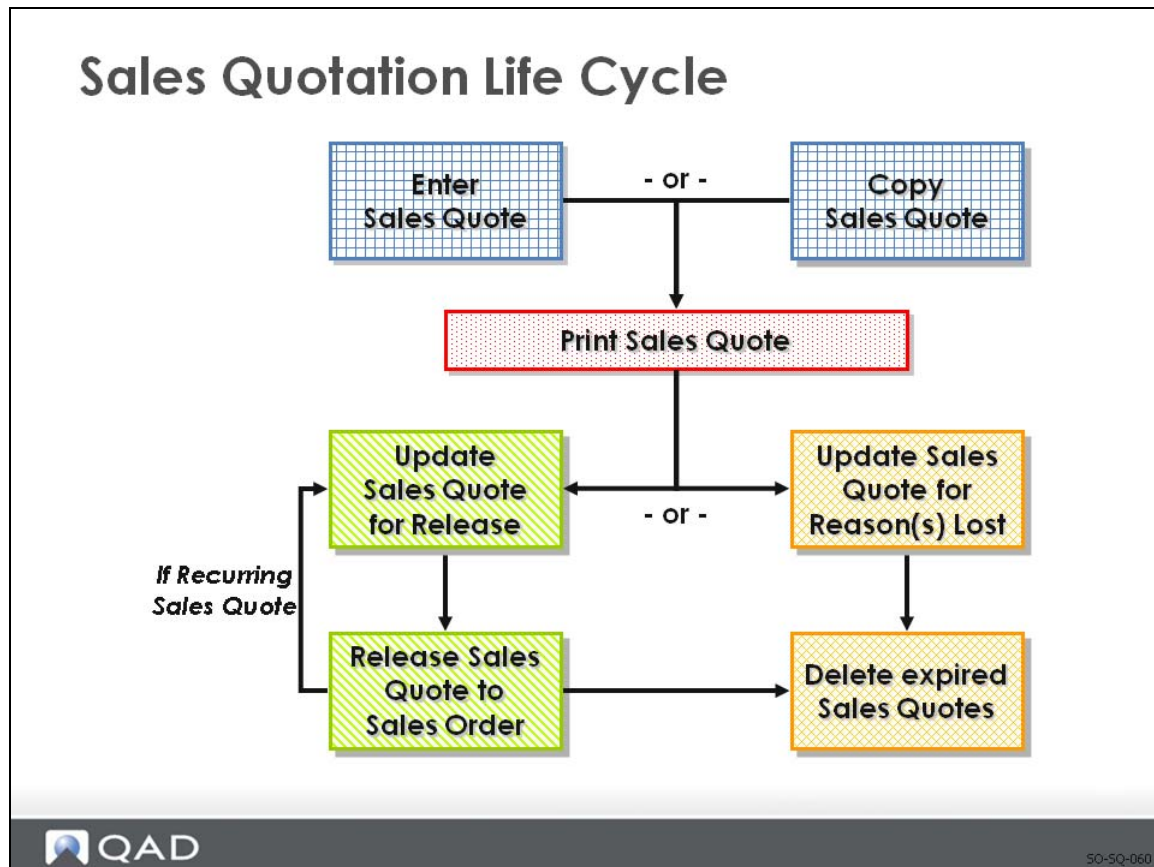 Sales Quotation Life Cycle
Enter
Sales Quote
- or -
Copy
Sales Quote
Print Sales Quote
Update
Sales Quote
for Release
- or -
Update Sales
Quote for
Reason(s) Lost
If Recurring
Sales Quote
Release Sales
Quote to
Sales Order
Delete expired
Sales Quotes
QAD
SO-SQ-060